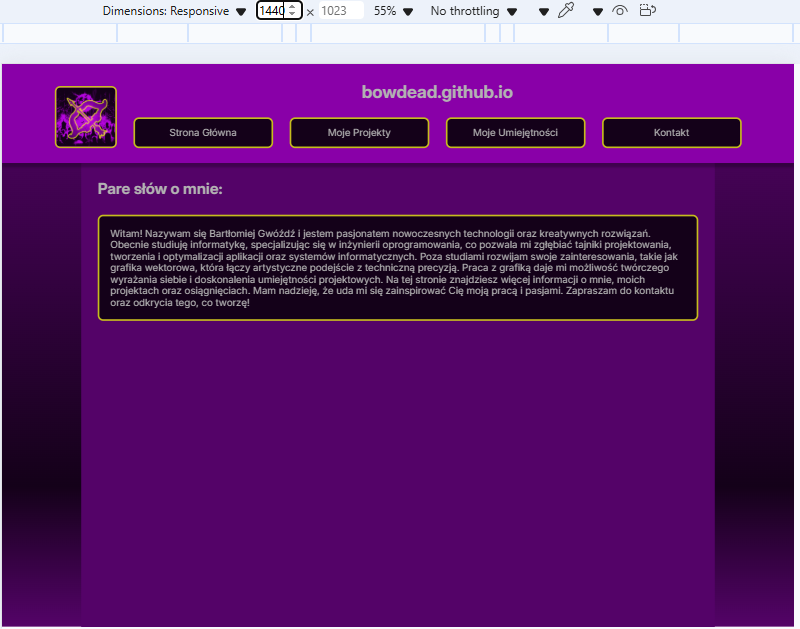 Dimensions: Responsive 1440 × 1023 55% No throttling
bowdead.github.io
Strona Główna Moje Projekty Moje Umiejętności Kontakt
Pare słów o mnie:
Witam! Nazywam się Bartłomiej Gwóźdź i jestem pasjonatem nowoczesnych technologii oraz kreatywnych rozwiązań.
Obecnie studiuję informatykę, specjalizując się w inżynierii oprogramowania, co pozwala mi zgłębiać tajniki projektowania,
tworzenia i optymalizacji aplikacji oraz systemów informatycznych. Poza studiami rozwijam swoje zainteresowania, takie jak
grafika wektorowa, która łączy artystyczne podejście z techniczną precyzją. Praca z grafiką daje mi możliwość twórczego
wyrażania siebie i doskonalenia umiejętności projektowych. Na tej stronie znajdziesz więcej informacji o mnie, moich
projektach oraz osiągnięciach. Mam nadzieję, że uda mi się zainspirować Cię moją pracą i pasjami. Zapraszam do kontaktu
oraz odkrycia tego, co tworzę!